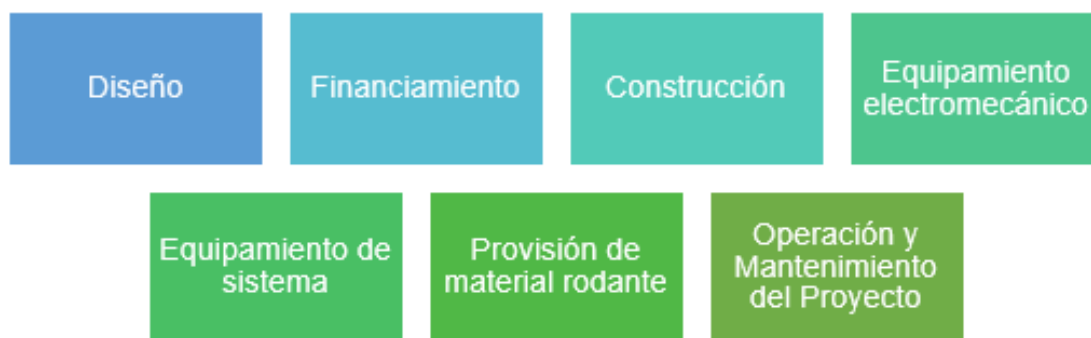 Diseño
Financiamiento
Construcción
Equipamiento
electromecánico
Equipamiento de
sistema
Provisión de
material rodante
Operación y
Mantenimiento
del Proyecto